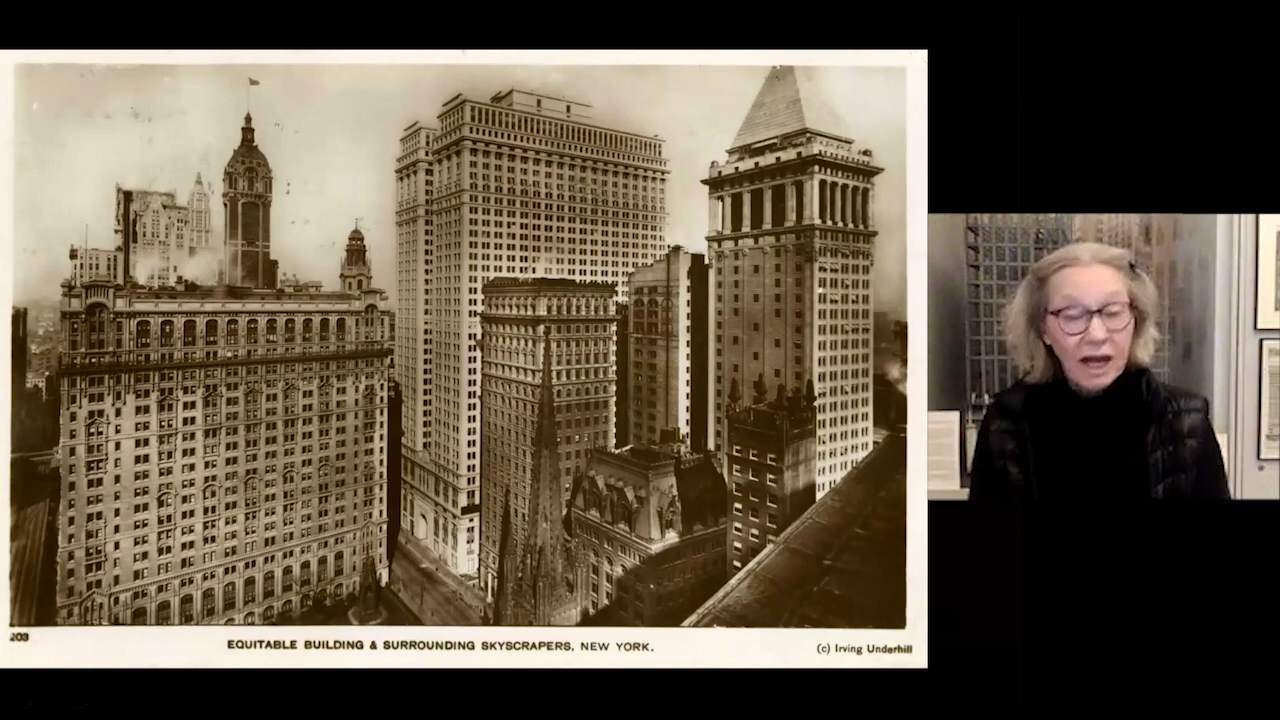 203
EQUITABLE BUILDING & SURROUNDING SKYSCRAPERS, NEW YORK.
(c) Irving Underhill